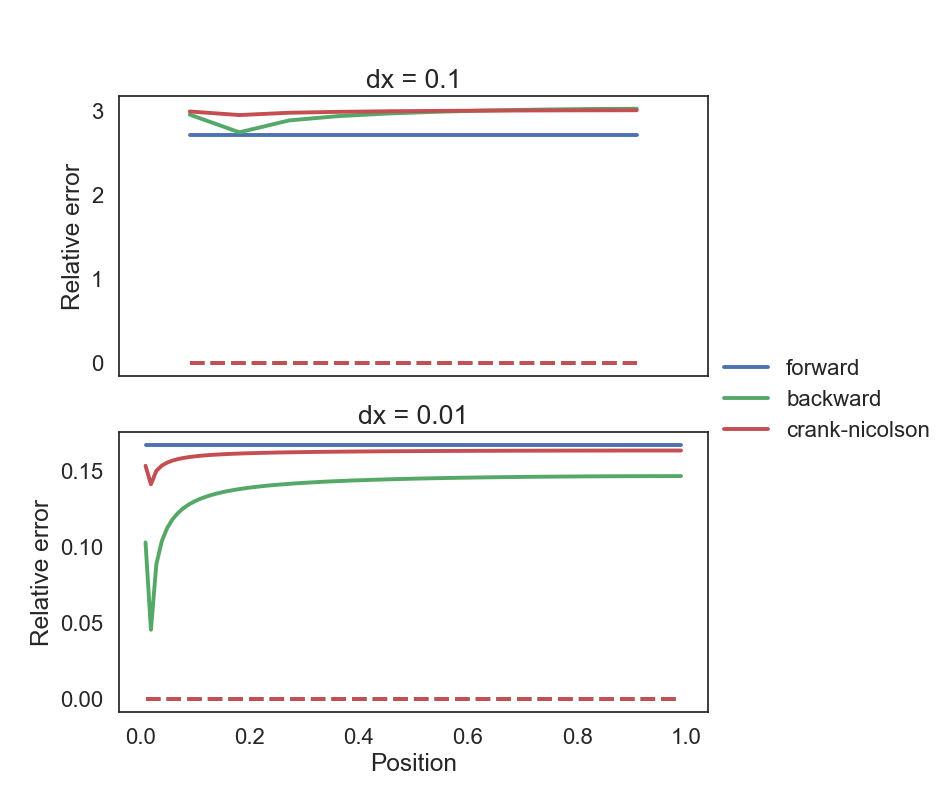 dx = 0.1
3
2
1
0
Relative error
forward
backward
crank-nicolson
dx = 0.01
0.15
0.10
0.05
0.00
Relative error
0.0 0.2 0.4 0.6 0.8 1.0
Position